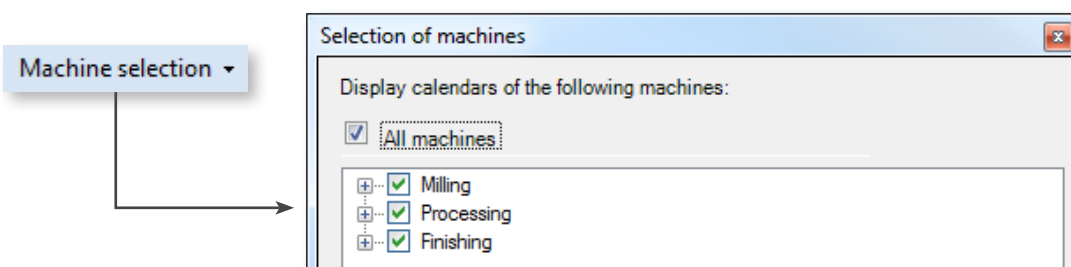 Machine selection
Selection of machines
Display calendars of the following machines:
All machines
Milling
Processing
Finishing